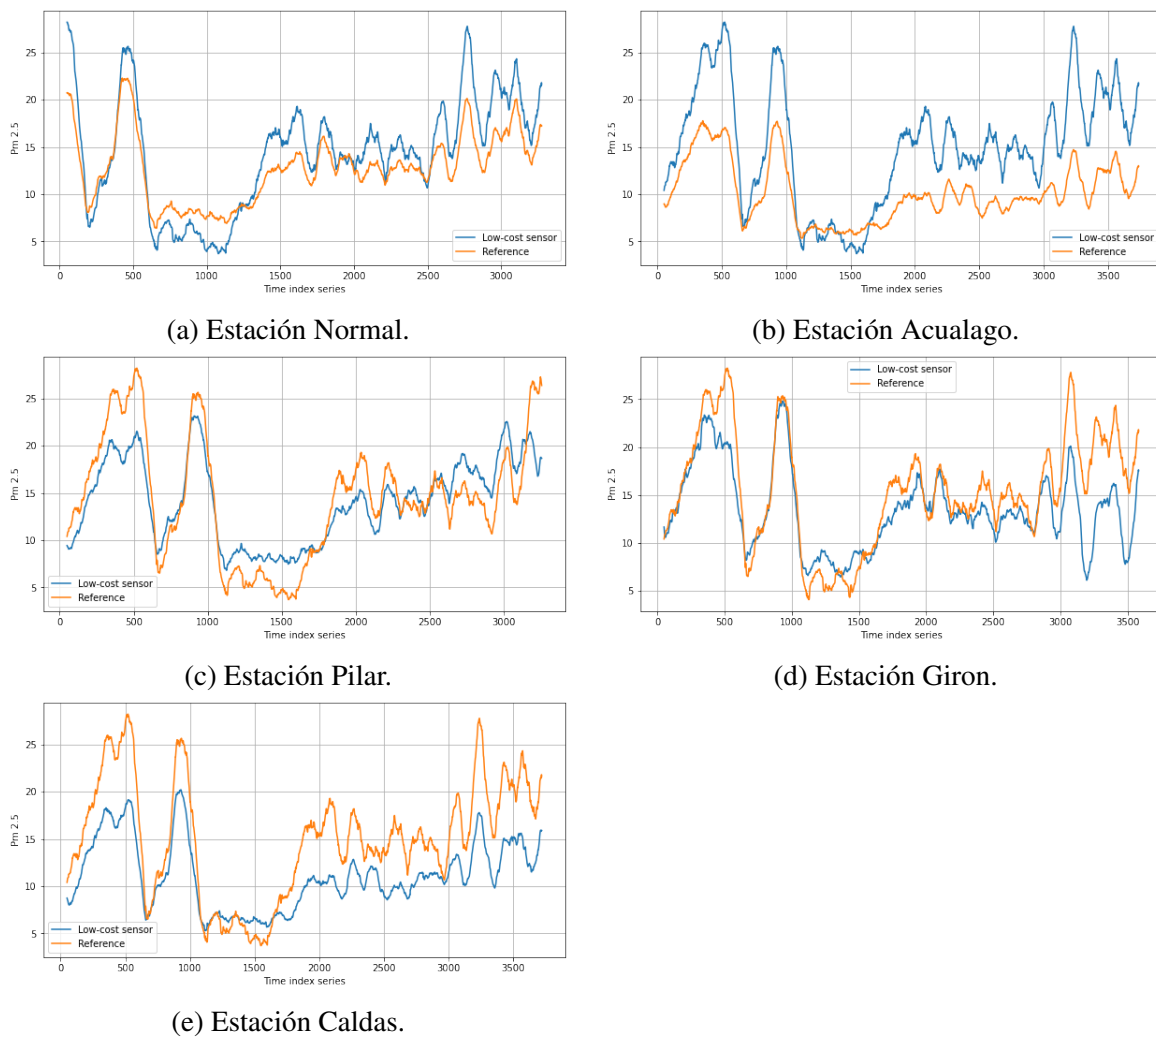 25
20
15
10
5
Pm 2.5
0 500 1000 1500 2000 2500 3000
Time index series
Low-cost sensor
Reference
(a) Estación Normal.
25
20
15
10
5
Pm 2.5
0 500 1000 1500 2000 2500 3000 3500
Time index series
Low-cost sensor
Reference
(b) Estación Acualago.
25
20
15
10
5
Pm 2.5
0 500 1000 1500 2000 2500 3000
Time index series
Low-cost sensor
Reference
(c) Estación Pilar.
Low-cost sensor
Reference
25
20
15
10
5
Pm 2.5
0 500 1000 1500 2000 2500 3000 3500
Time index series
(d) Estación Giron.
25
20
15
10
5
Pm 2.5
0 500 1000 1500 2000 2500 3000 3500
Time index series
Low-cost sensor
Reference
(e) Estación Caldas.